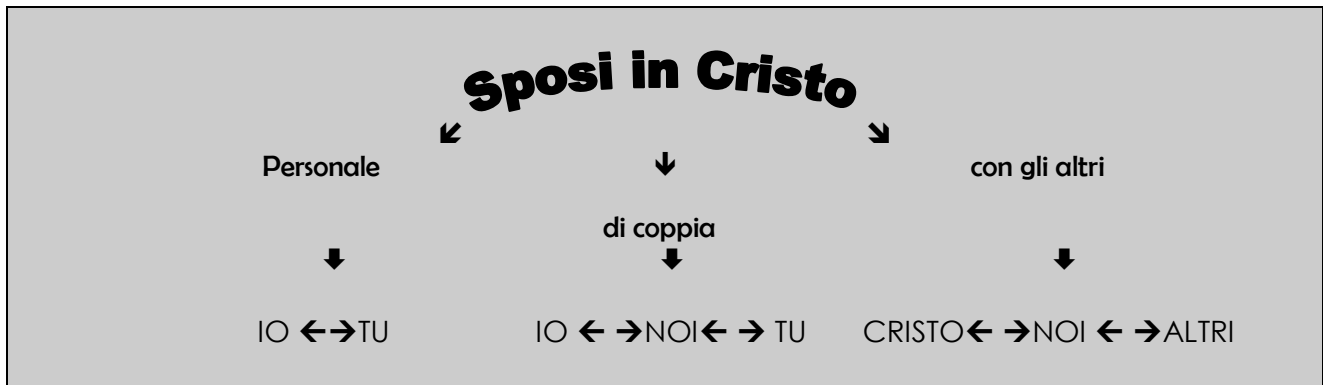 Sposi in Cristo
Personale
con gli altri
di coppia
IO ←→TU
IO ← →NOI← → TU
CRISTO← →NOI ← →ALTRI